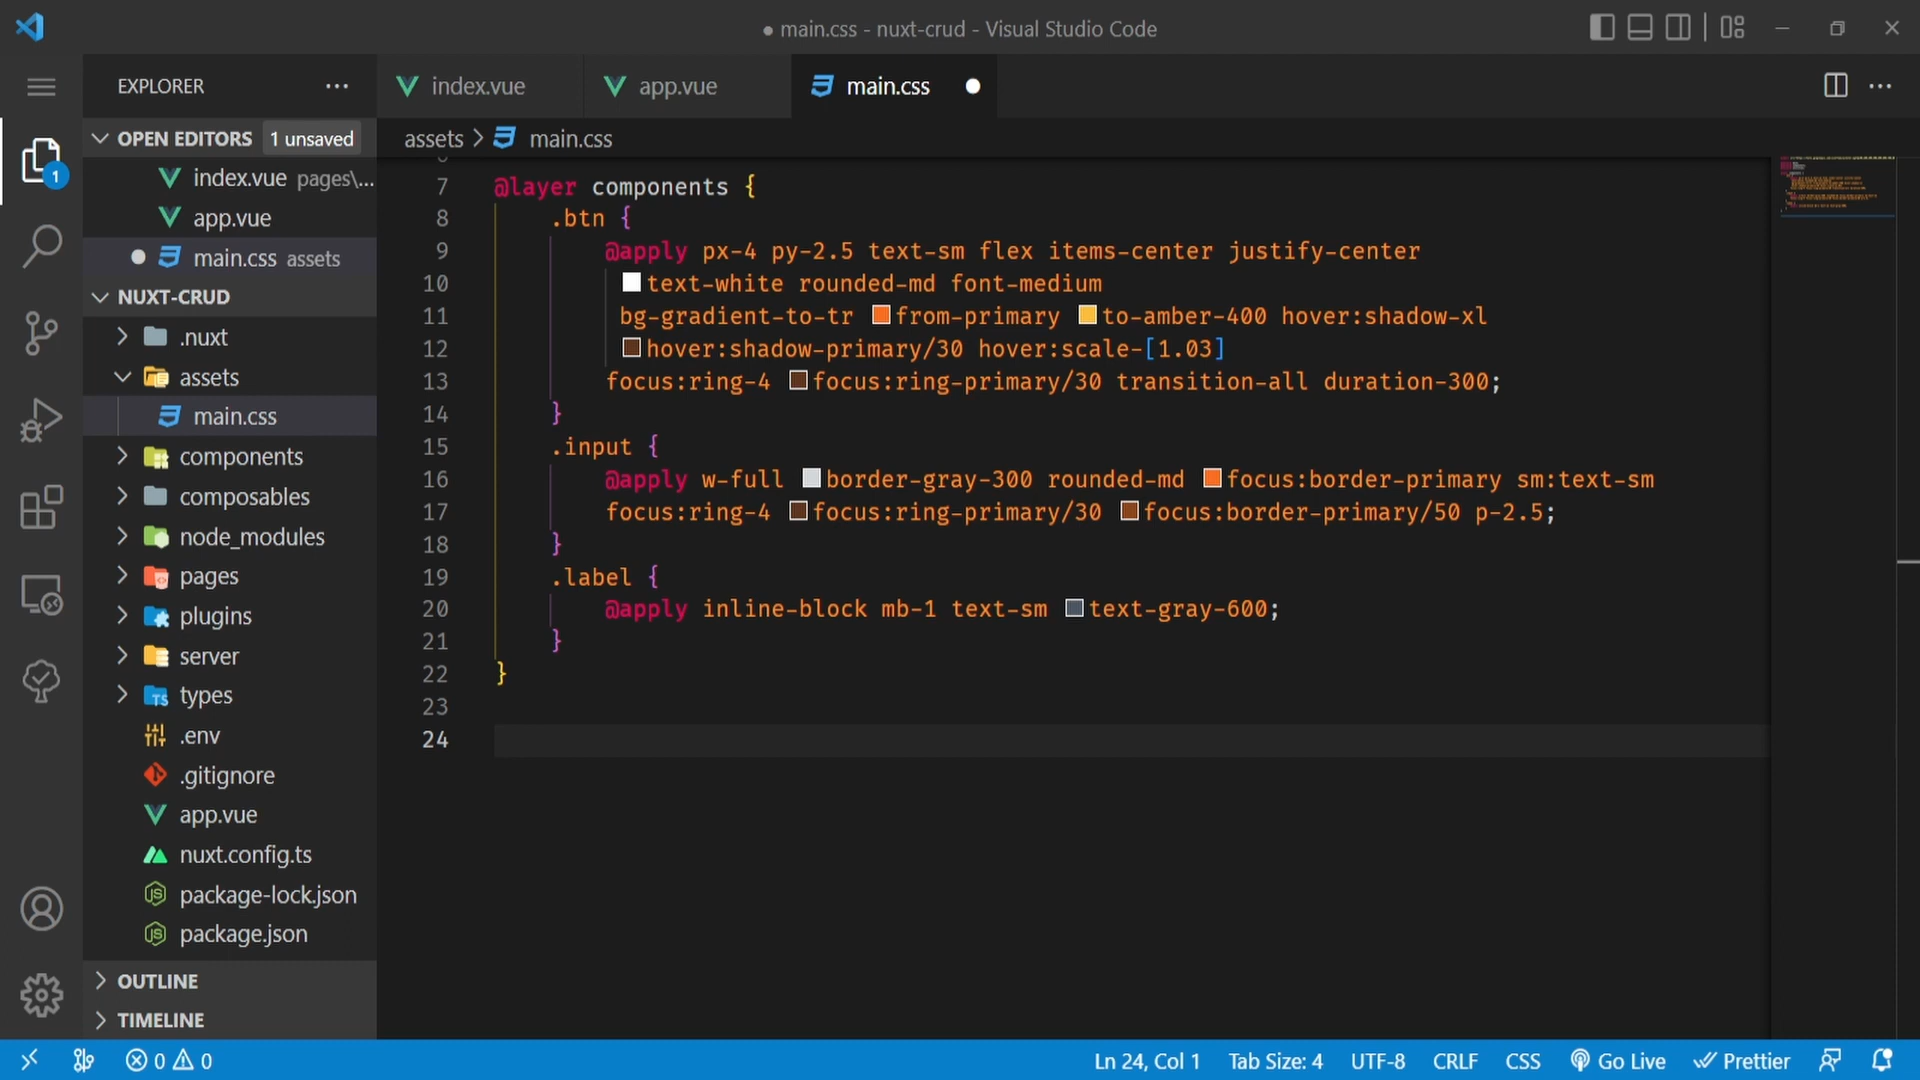 ● main.css - nuxt-crud - Visual Studio Code
EXPLORER
index.vue
app.vue
main.css
OPEN EDITORS 1 unsaved
index.vue pages\...
app.vue
main.css assets
NUXT-CRUD
.nuxt
assets
main.css
components
composables
node_modules
pages
plugins
server
types
.env
.gitignore
app.vue
nuxt.config.ts
package-lock.json
package.json
OUTLINE
TIMELINE
1
assets > main.css
7 @layer components {
8 .btn {
9 @apply px-4 py-2.5 text-sm flex items-center justify-center
10 text-white rounded-md font-medium
11 bg-gradient-to-tr from-primary to-amber-400 hover:shadow-xl
12 hover:shadow-primary/30 hover:scale-[1.03]
13 focus:ring-4 focus:ring-primary/30 transition-all duration-300;
14 }
15 .input {
16 @apply w-full border-gray-300 rounded-md focus:border-primary sm:text-sm
17 focus:ring-4 focus:ring-primary/30 focus:border-primary/50 p-2.5;
18 }
19 .label {
20 @apply inline-block mb-1 text-sm text-gray-600;
21 }
22 }
23
24
0 0
Ln 24, Col 1 Tab Size: 4 UTF-8 CRLF CSS Go Live Prettier